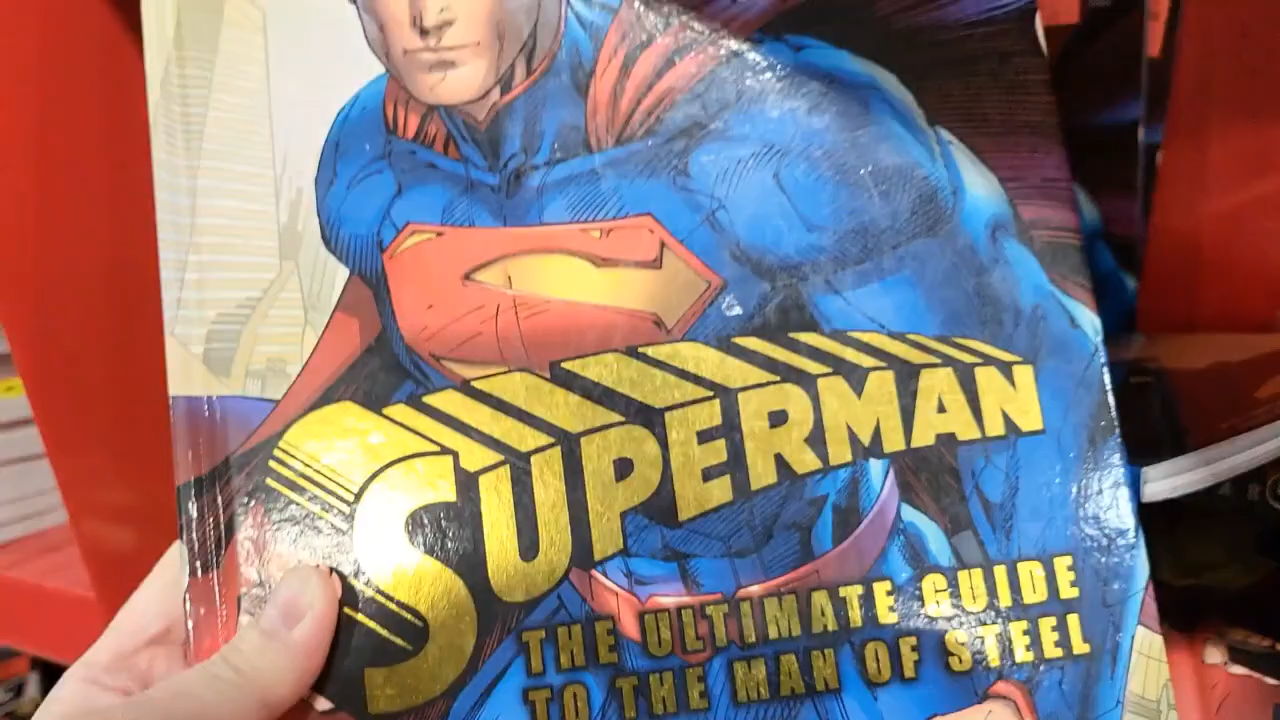 SUPERMAN
THE ULTIMATE GUIDE
TO THE MAN OF STEEL